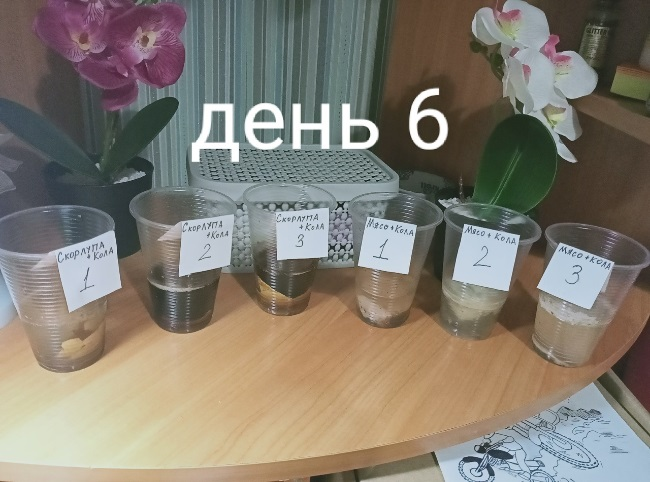 день 6
Скорлупа
+ Кола
1
Скорлупа
+Кола
2
Скорлупа
+ Кола
3
Мясо+Кола
1
Мясо+Кола
2
Мясо+Кола
3